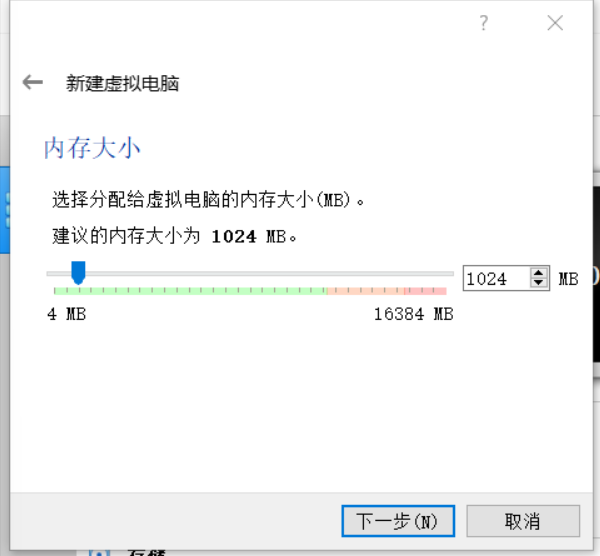 ?
新建虚拟电脑
内存大小
选择分配给虚拟电脑的内存大小(MB)。
建议的内存大小为 1024 MB。
1024 MB
4 MB 16384 MB
下一步(N) 取消
存储